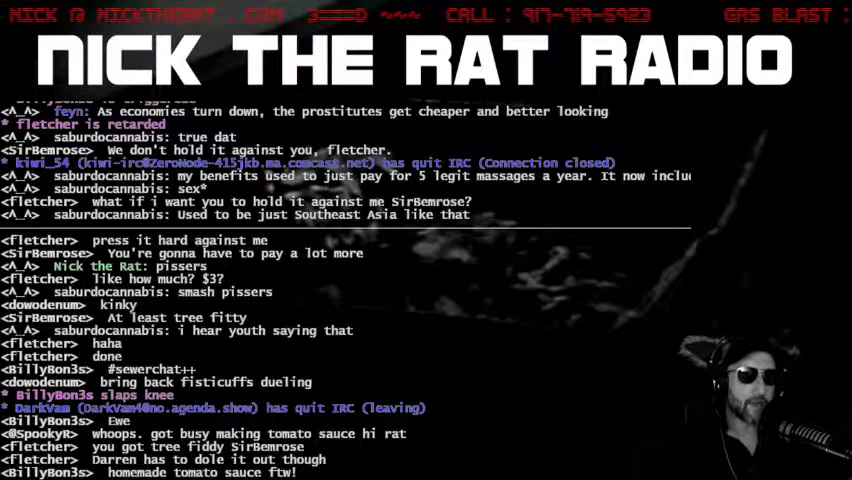 NICK @ NICKTHERAT . COM 3===D ~~~ CALL : 917-719-5923 GAS BLAST :
NICK THE RAT RADIO
<^_^> feyn: As economies turn down, the prostitutes get cheaper and better looking
* fletcher is retarded
<^_^> saburdocannabis: true dat
<SirBemrose> We don't hold it against you, fletcher.
* kiwi_54 (kiwi-irc@ZeroNode-415jkb.ma.comcast.net) has quit IRC (Connection closed)
<^_^> saburdocannabis: my benefits used to just pay for 5 legit massages a year. It now inclu
<^_^> saburdocannabis: sex*
<fletcher> what if i want you to hold it against me SirBemrose?
<^_^> saburdocannabis: Used to be just Southeast Asia like that
<fletcher> press it hard against me
<SirBemrose> You're gonna have to pay a lot more
<^_^> Nick the Rat: pissers
<fletcher> like how much? $3?
<^_^> saburdocannabis: smash pissers
<dowodenum> kinky
<SirBemrose> At least tree fitty
<^_^> saburdocannabis: i hear youth saying that
<fletcher> haha
<fletcher> done
<BillyBon3s> #sewerchat++
<dowodenum> bring back fisticuffs dueling
* BillyBon3s slaps knee
* DarkVam (DarkVam4@no.agenda.show) has quit IRC (leaving)
<BillyBon3s> Ewe
<@SpookyR> whoops. got busy making tomato sauce hi rat
<fletcher> you got tree fiddy SirBemrose
<fletcher> Darren has to dole it out though
<BillyBon3s> homemade tomato sauce ftw!